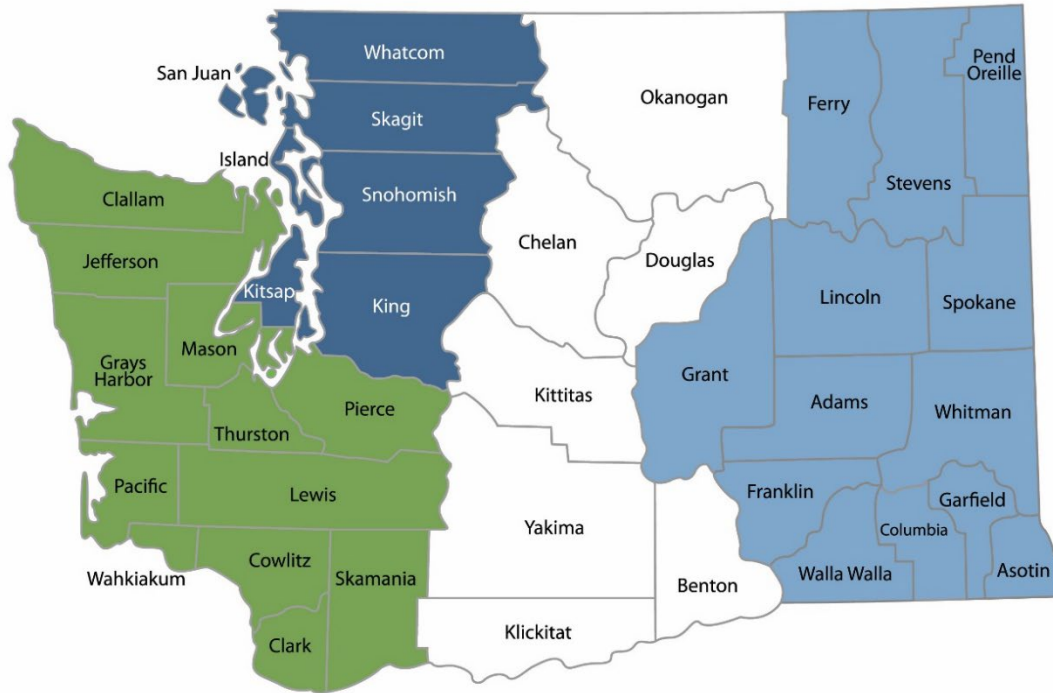 Whatcom
San Juan
Pend
Oreille
Okanogan
Ferry
Skagit
Island
Stevens
Clallam
Snohomish
Chelan
Jefferson
Douglas
Kitsap
King
Lincoln
Spokane
Mason
Grays
Harbor
Grant
Kittitas
Adams
Whitman
Pierce
Thurston
Pacific
Lewis
Franklin
Garfield
Yakima
Columbia
Cowlitz
Wahkiakum
Skamania
Walla Walla
Asotin
Benton
Klickitat
Clark